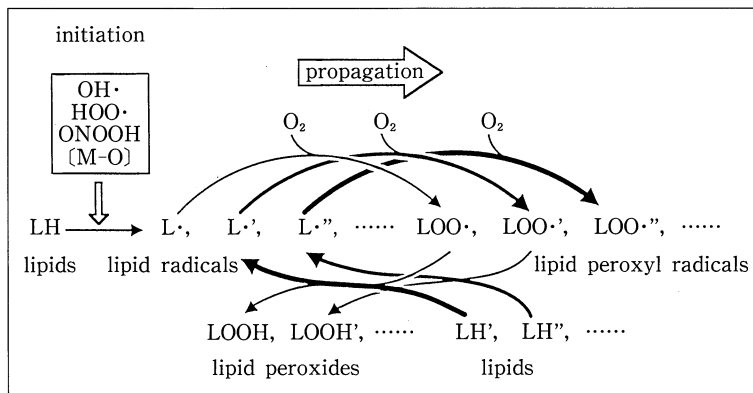 initiation
propagation
OH·
HOO·
ONOOH
[M-O]
O₂ O₂ O₂
LH L·, L·', L·'', ······ LOO·, LOO·', LOO·'', ······
lipids lipid radicals lipid peroxyl radicals
LOOH, LOOH', ······ LH', LH'', ······
lipid peroxides lipids